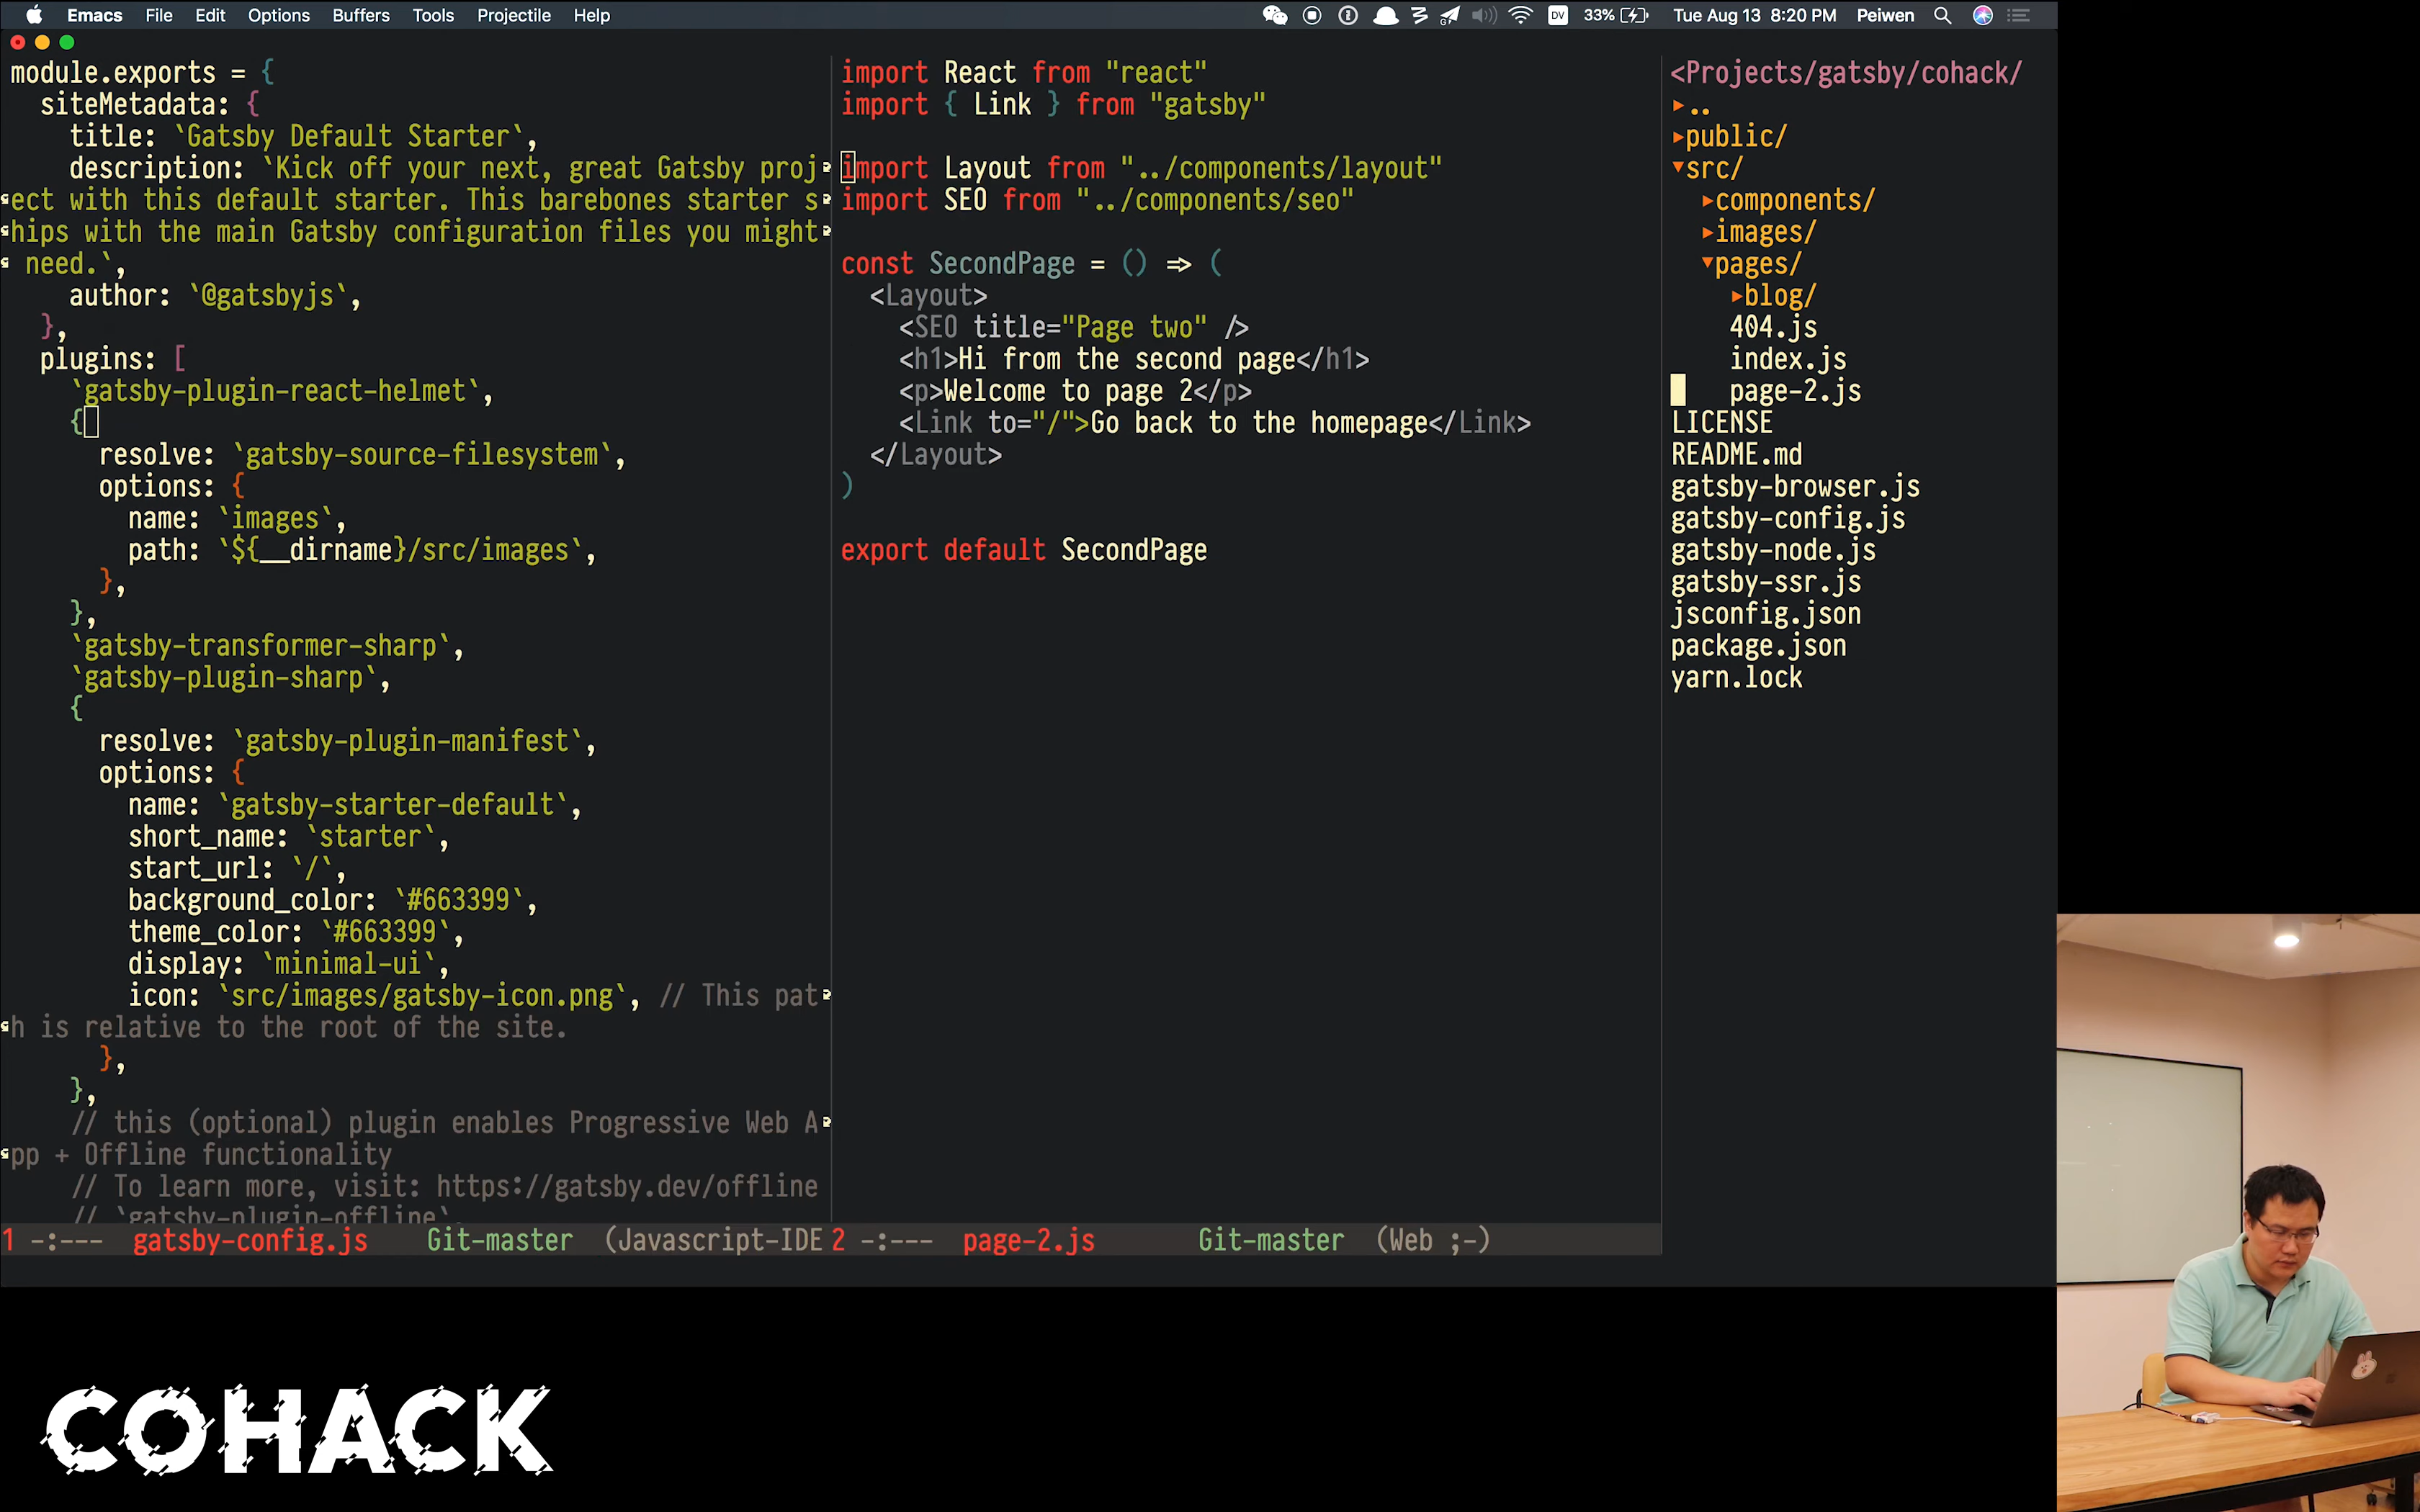 Emacs File Edit Options Buffers Tools Projectile Help
DV 33% Tue Aug 13 8:20 PM Peiwen
module.exports = {
  siteMetadata: {
    title: `Gatsby Default Starter`,
    description: `Kick off your next, great Gatsby proj
ect with this default starter. This barebones starter s
hips with the main Gatsby configuration files you might
 need.`,
    author: `@gatsbyjs`,
  },
  plugins: [
    `gatsby-plugin-react-helmet`,
    {
      resolve: `gatsby-source-filesystem`,
      options: {
        name: `images`,
        path: `${__dirname}/src/images`,
      },
    },
    `gatsby-transformer-sharp`,
    `gatsby-plugin-sharp`,
    {
      resolve: `gatsby-plugin-manifest`,
      options: {
        name: `gatsby-starter-default`,
        short_name: `starter`,
        start_url: `/`,
        background_color: `#663399`,
        theme_color: `#663399`,
        display: `minimal-ui`,
        icon: `src/images/gatsby-icon.png`, // This pat
h is relative to the root of the site.
      },
    },
    // this (optional) plugin enables Progressive Web A
pp + Offline functionality
    // To learn more, visit: https://gatsby.dev/offline
    // `gatsby-plugin-offline`
1 -:--- gatsby-config.js Git-master (Javascript-IDE
import React from "react"
import { Link } from "gatsby"
import Layout from "../components/layout"
import SEO from "../components/seo"
const SecondPage = () => (
  <Layout>
    <SEO title="Page two" />
    <h1>Hi from the second page</h1>
    <p>Welcome to page 2</p>
    <Link to="/">Go back to the homepage</Link>
  </Layout>
)
export default SecondPage
2 -:--- page-2.js Git-master (Web ;-)
<Projects/gatsby/cohack/
▸..
▸public/
▾src/
  ▸components/
  ▸images/
  ▾pages/
    ▸blog/
    404.js
    index.js
    page-2.js
LICENSE
README.md
gatsby-browser.js
gatsby-config.js
gatsby-node.js
gatsby-ssr.js
jsconfig.json
package.json
yarn.lock
COHACK